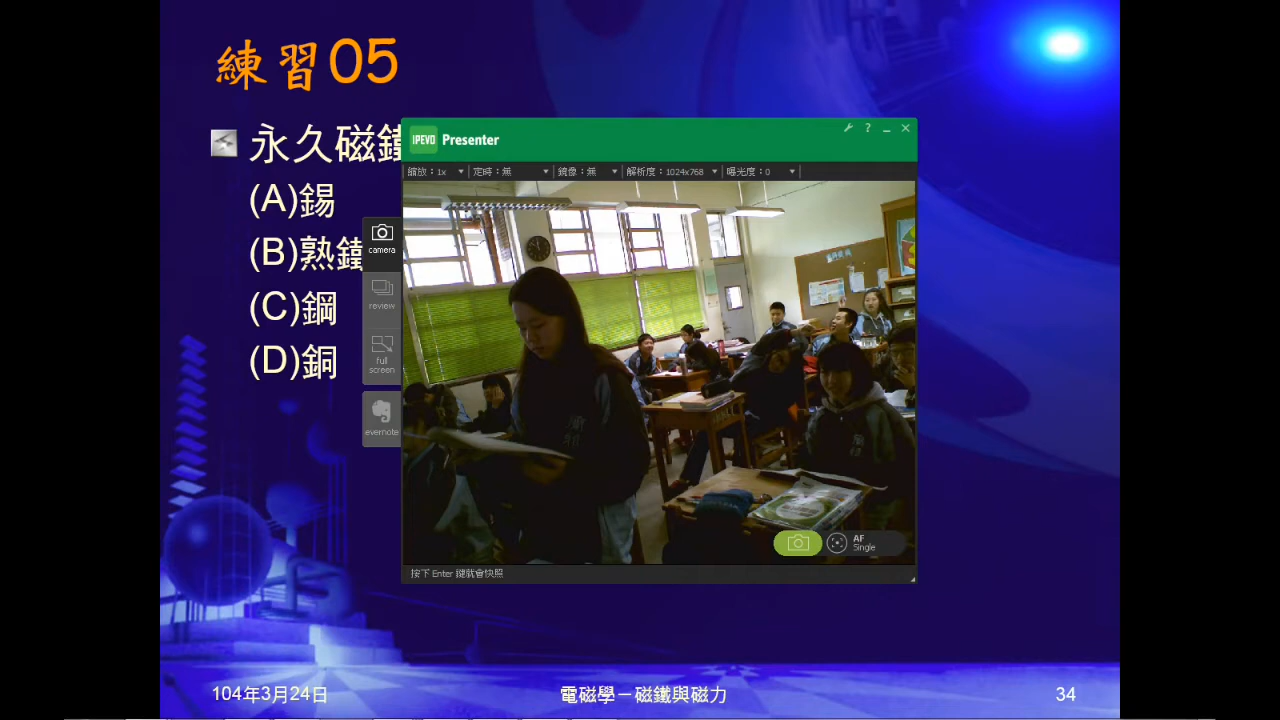 練習05
永久磁鐵
(A)錫
(B)熟鐵
(C)鋼
(D)銅
IPEVO Presenter
縮放：1x 定時：無 鏡像：無 解析度：1024x768 曝光度：0
camera
review
full
screen
evernote
AF
Single
按下 Enter 鍵就會快照
104年3月24日 電磁學－磁鐵與磁力 34